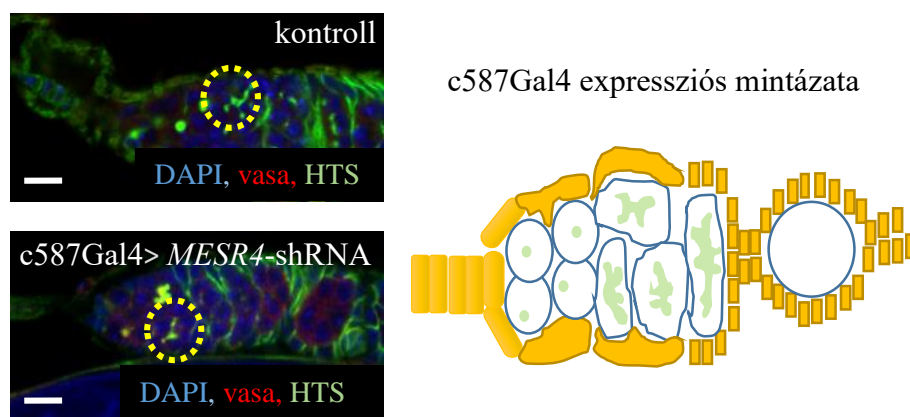 kontroll
DAPI, vasa, HTS
c587Gal4> MESR4-shRNA
DAPI, vasa, HTS
c587Gal4 expressziós mintázata